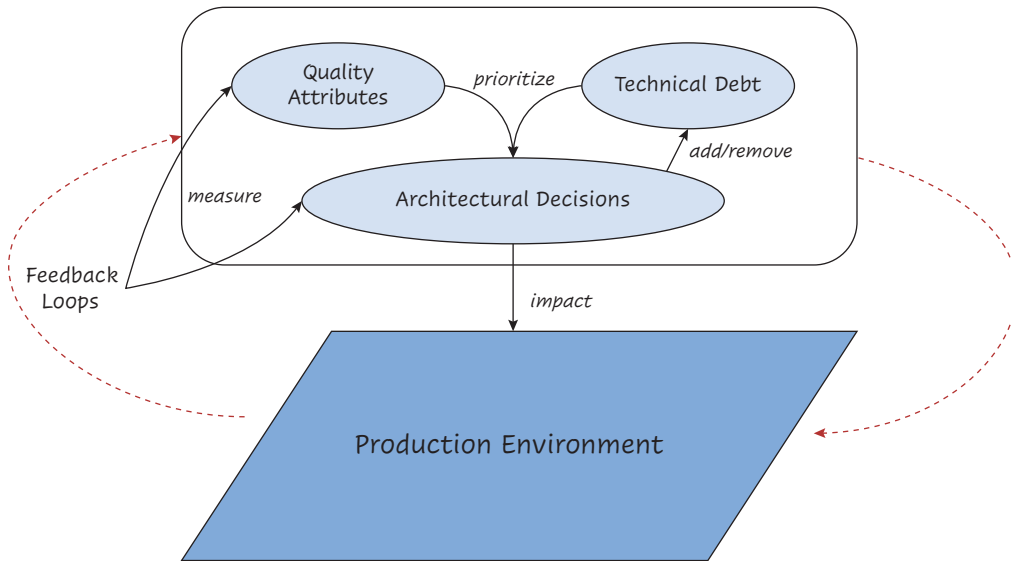 Quality
Attributes
prioritize
Technical Debt
add/remove
measure
Architectural Decisions
Feedback
Loops
impact
Production Environment